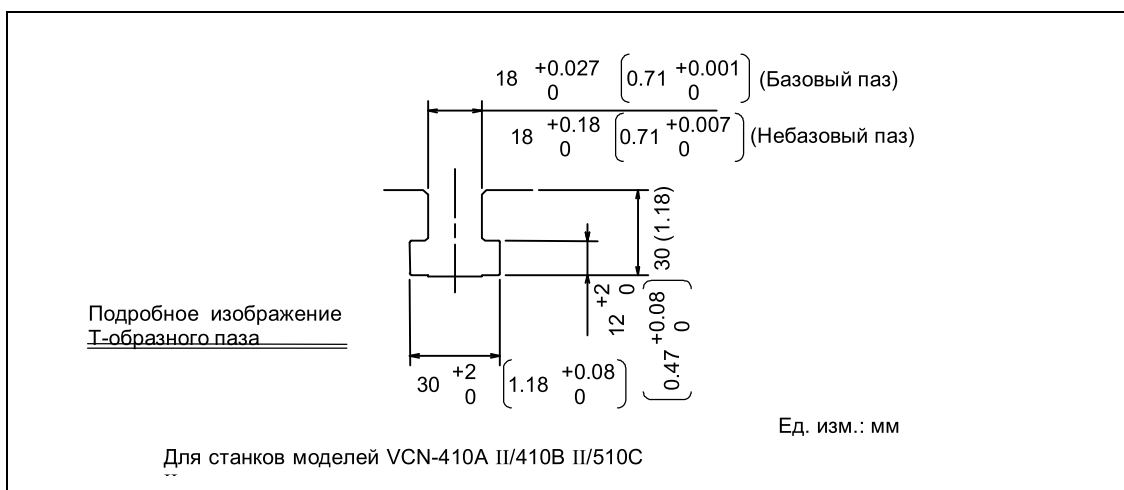 18 +0.027 0 (0.71 +0.001 0) (Базовый паз)
18 +0.18 0 (0.71 +0.007 0) (Небазовый паз)
30 (1.18)
12 +2 0 (0.47 +0.08 0)
Подробное изображение
Т-образного паза
30 +2 0 (1.18 +0.08 0)
Ед. изм.: мм
Для станков моделей VCN-410A II/410B II/510C